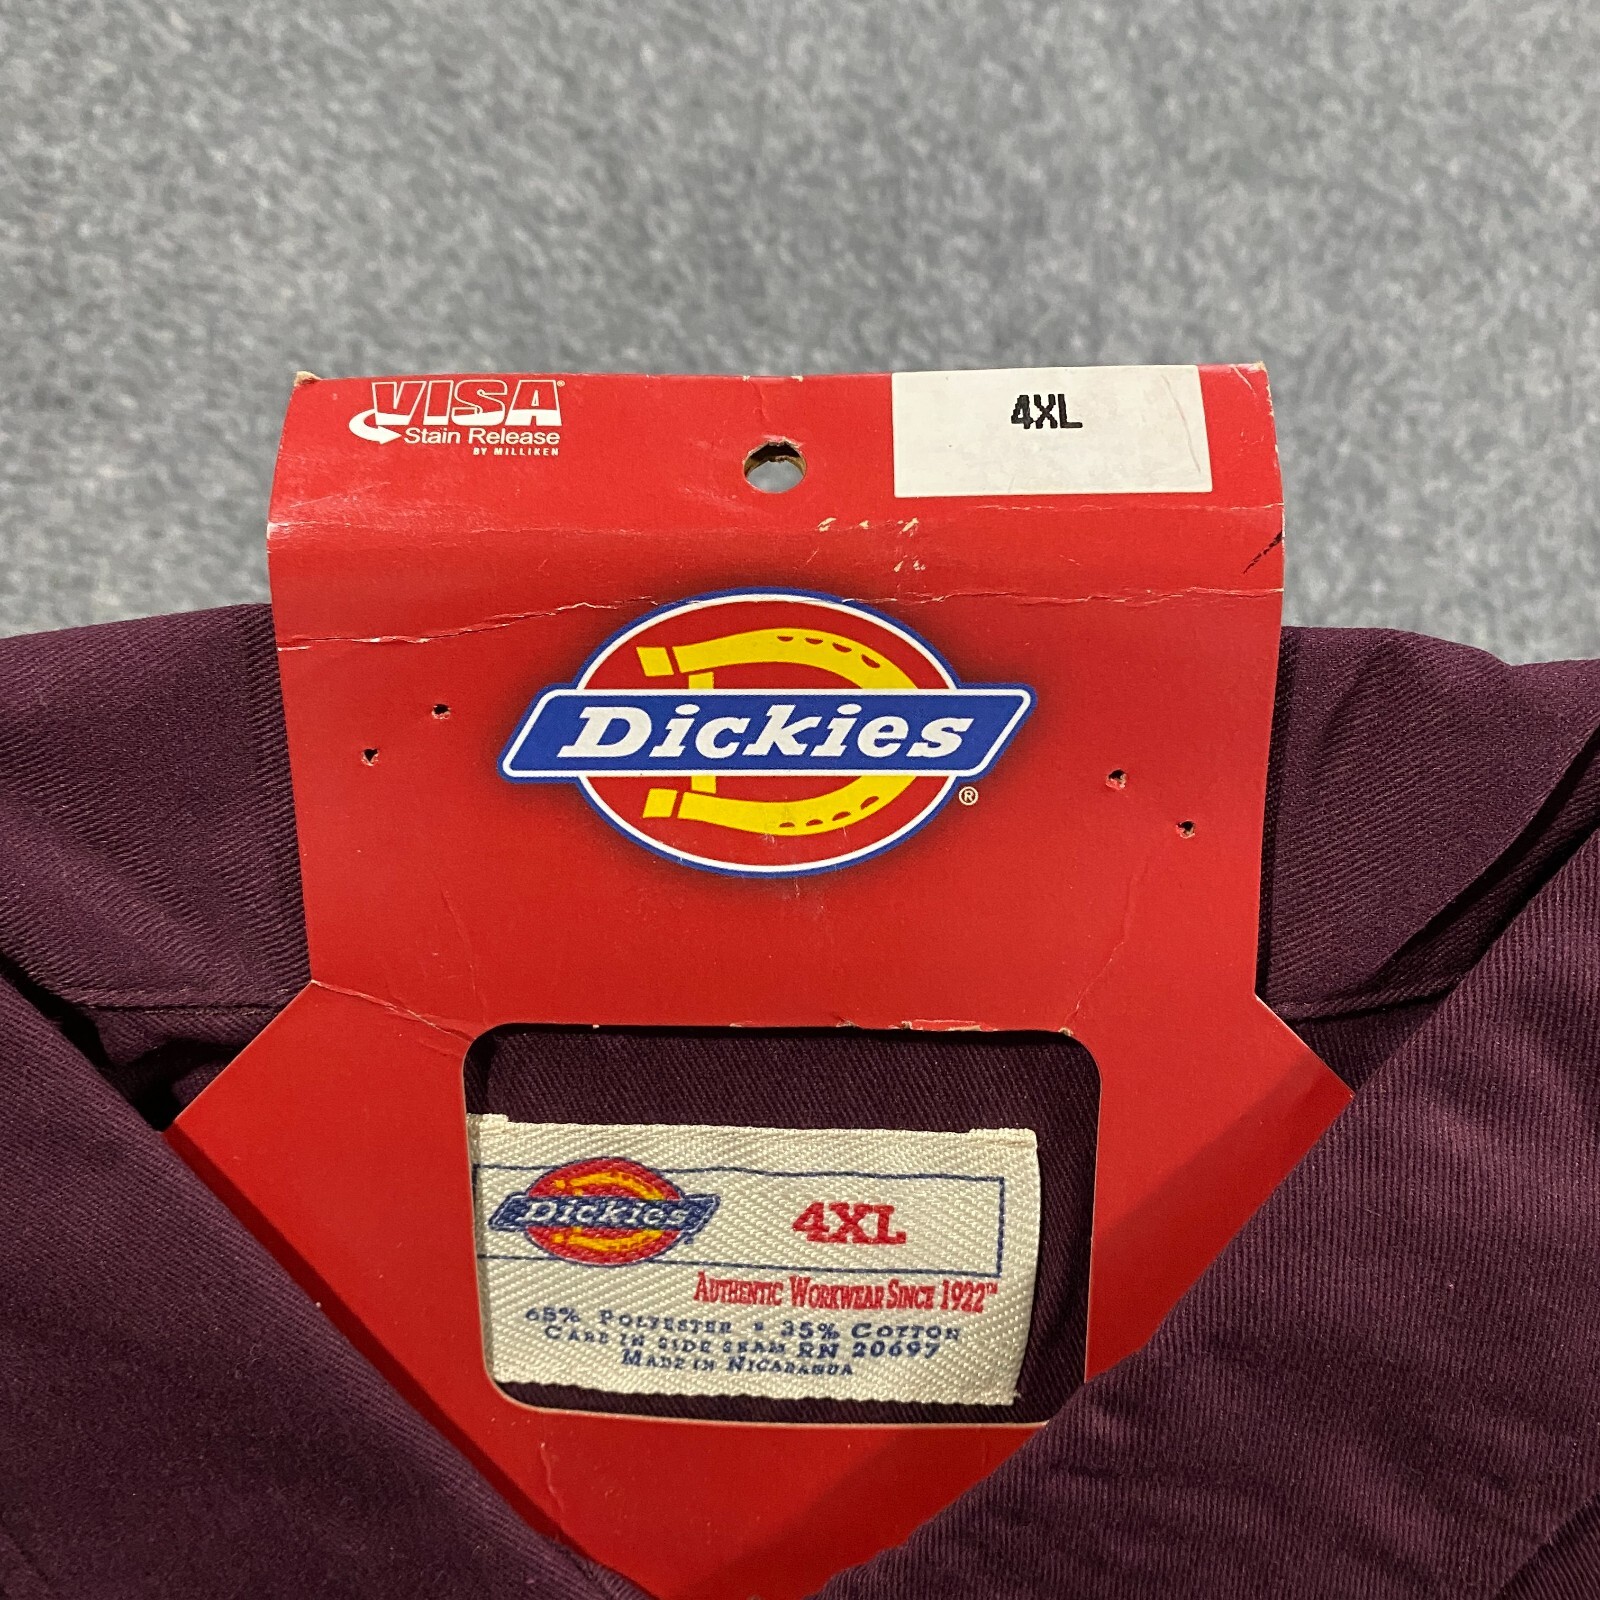 VISA®
Stain Release
BY MILLIKEN
4XL
Dickies
®
Dickies
4XL
AUTHENTIC WORKWEAR SINCE 1922™
65% POLYESTER • 35% COTTON
CARE IN SIDE SEAM RN 20697
MADE IN NICARAGUA